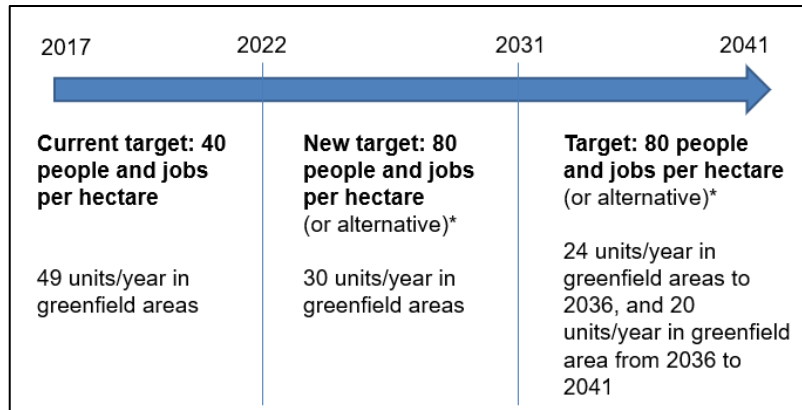 2017
2022
2031
2041
Current target: 40
people and jobs
per hectare
49 units/year in
greenfield areas
New target: 80
people and jobs
per hectare
(or alternative)*
30 units/year in
greenfield areas
Target: 80 people
and jobs per hectare
(or alternative)*
24 units/year in
greenfield areas to
2036, and 20
units/year in greenfield
area from 2036 to
2041